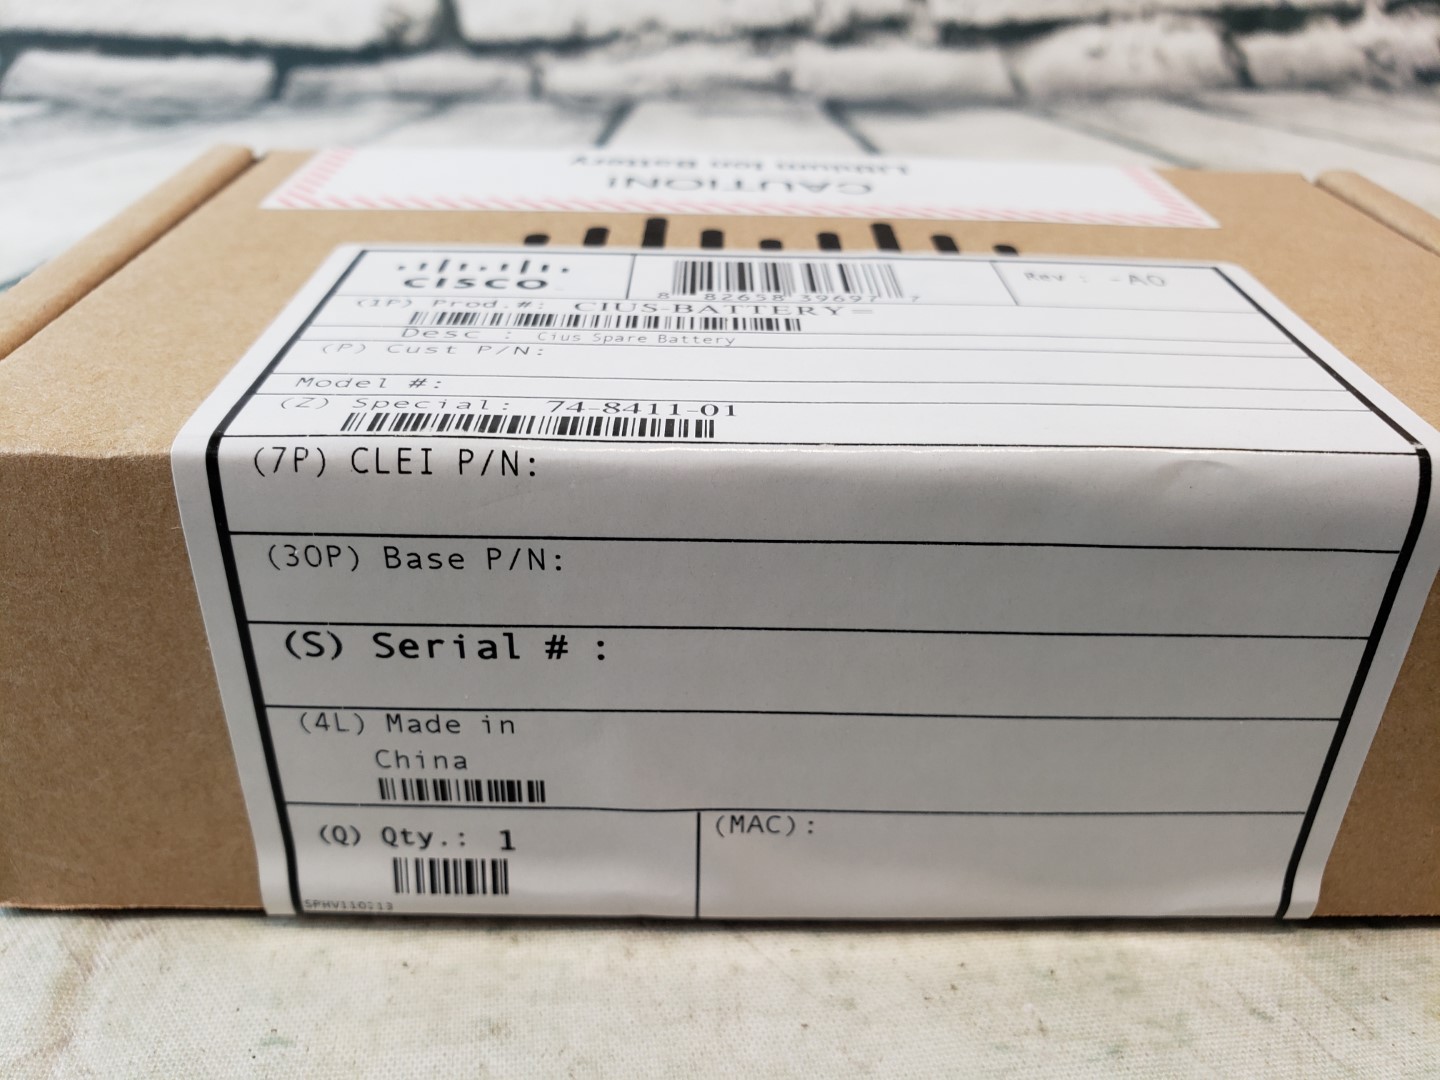 CAUTION!
Lithium Ion Battery
CISCO
8 82658 39697 7
Rev : -A0
(1P) Prod.#: CIUS-BATTERY=
Desc : Cius Spare Battery
(P) Cust P/N:
Model #:
(Z) Special: 74-8411-01
(7P) CLEI P/N:
(30P) Base P/N:
(S) Serial # :
(4L) Made in
China
(Q) Qty.: 1
(MAC):